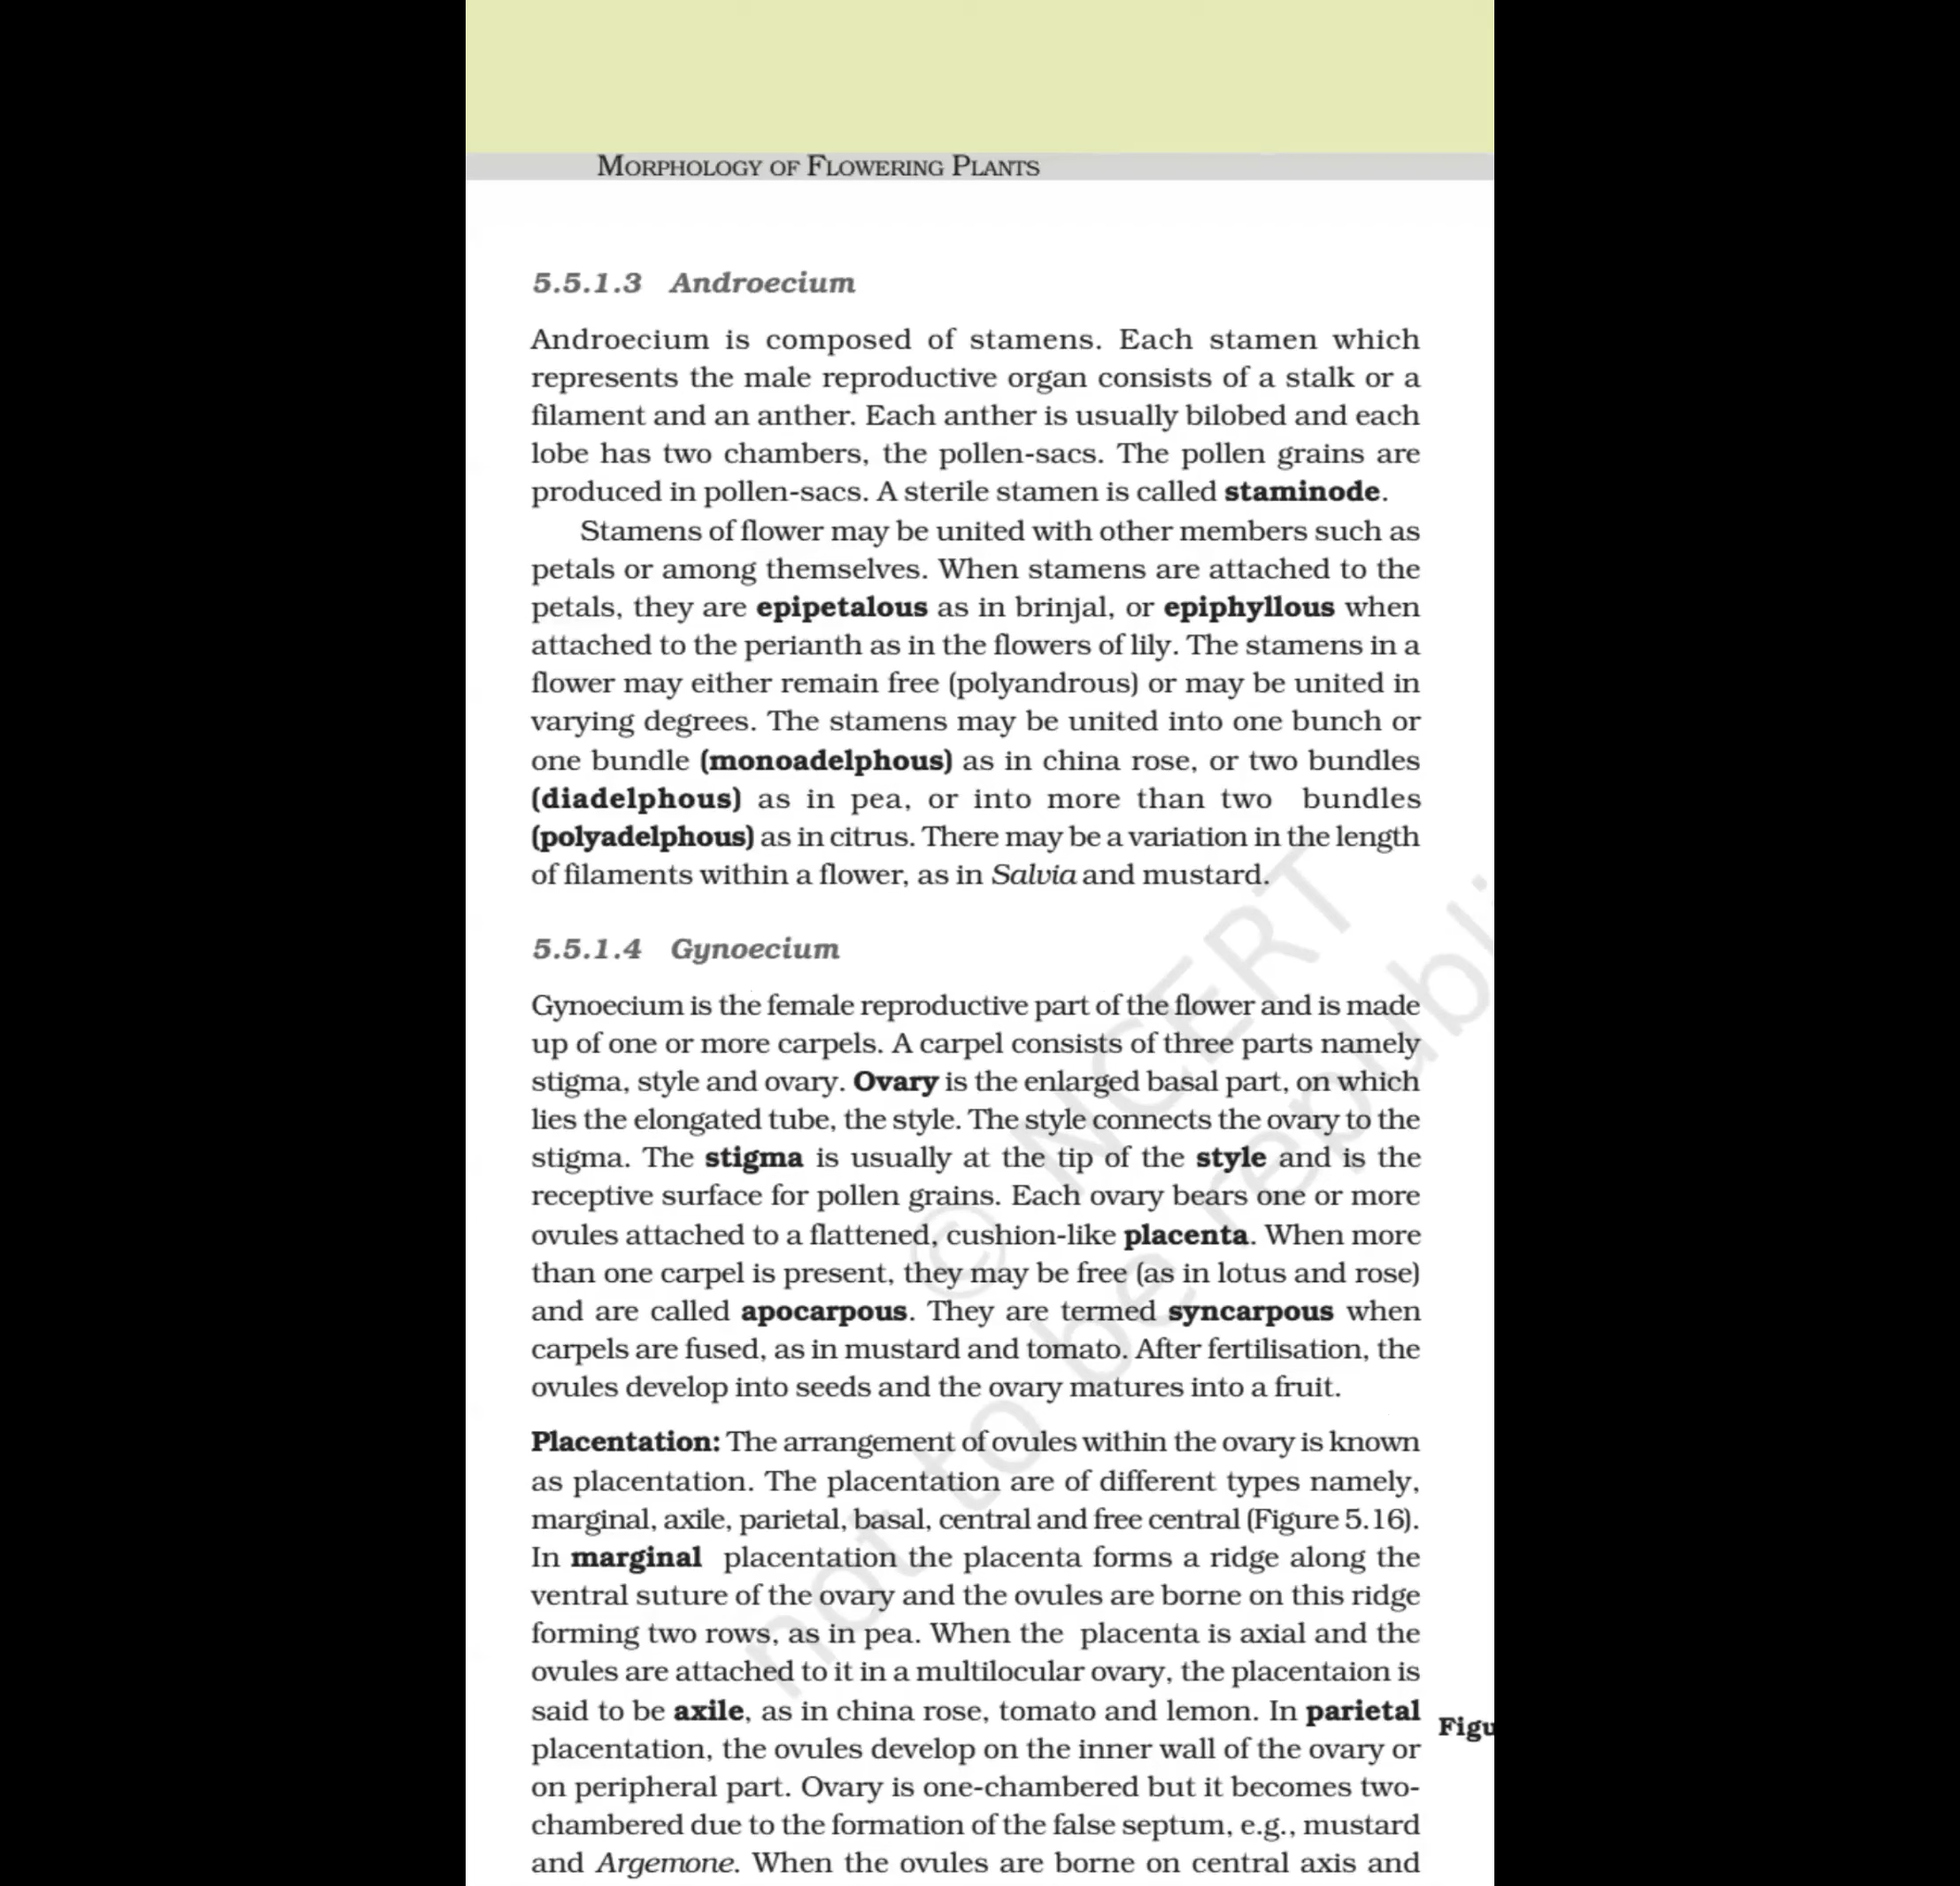 MORPHOLOGY OF FLOWERING PLANTS
5.5.1.3 Androecium
Androecium is composed of stamens. Each stamen which
represents the male reproductive organ consists of a stalk or a
filament and an anther. Each anther is usually bilobed and each
lobe has two chambers, the pollen-sacs. The pollen grains are
produced in pollen-sacs. A sterile stamen is called staminode.
Stamens of flower may be united with other members such as
petals or among themselves. When stamens are attached to the
petals, they are epipetalous as in brinjal, or epiphyllous when
attached to the perianth as in the flowers of lily. The stamens in a
flower may either remain free (polyandrous) or may be united in
varying degrees. The stamens may be united into one bunch or
one bundle (monoadelphous) as in china rose, or two bundles
(diadelphous) as in pea, or into more than two bundles
(polyadelphous) as in citrus. There may be a variation in the length
of filaments within a flower, as in Salvia and mustard.
5.5.1.4 Gynoecium
Gynoecium is the female reproductive part of the flower and is made
up of one or more carpels. A carpel consists of three parts namely
stigma, style and ovary. Ovary is the enlarged basal part, on which
lies the elongated tube, the style. The style connects the ovary to the
stigma. The stigma is usually at the tip of the style and is the
receptive surface for pollen grains. Each ovary bears one or more
ovules attached to a flattened, cushion-like placenta. When more
than one carpel is present, they may be free (as in lotus and rose)
and are called apocarpous. They are termed syncarpous when
carpels are fused, as in mustard and tomato. After fertilisation, the
ovules develop into seeds and the ovary matures into a fruit.
Placentation: The arrangement of ovules within the ovary is known
as placentation. The placentation are of different types namely,
marginal, axile, parietal, basal, central and free central (Figure 5.16).
In marginal placentation the placenta forms a ridge along the
ventral suture of the ovary and the ovules are borne on this ridge
forming two rows, as in pea. When the placenta is axial and the
ovules are attached to it in a multilocular ovary, the placentaion is
said to be axile, as in china rose, tomato and lemon. In parietal
placentation, the ovules develop on the inner wall of the ovary or
on peripheral part. Ovary is one-chambered but it becomes two-
chambered due to the formation of the false septum, e.g., mustard
and Argemone. When the ovules are borne on central axis and
Figu
© NCERT
not to be republi